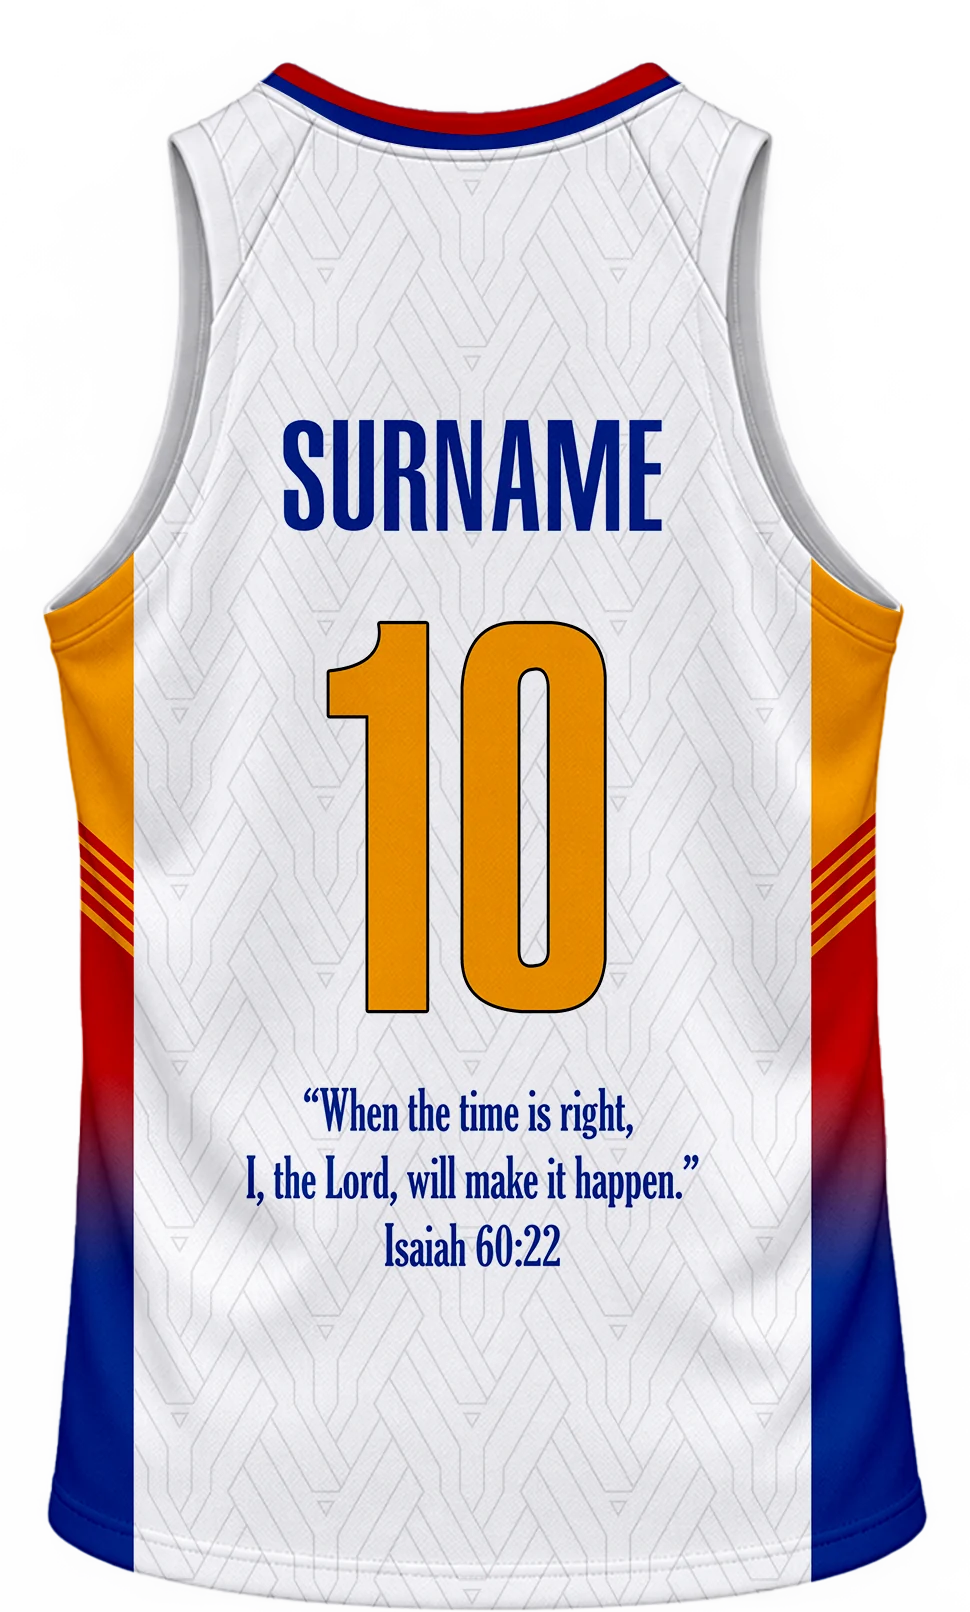 SURNAME
10
“When the time is right,
I, the Lord, will make it happen.”
Isaiah 60:22